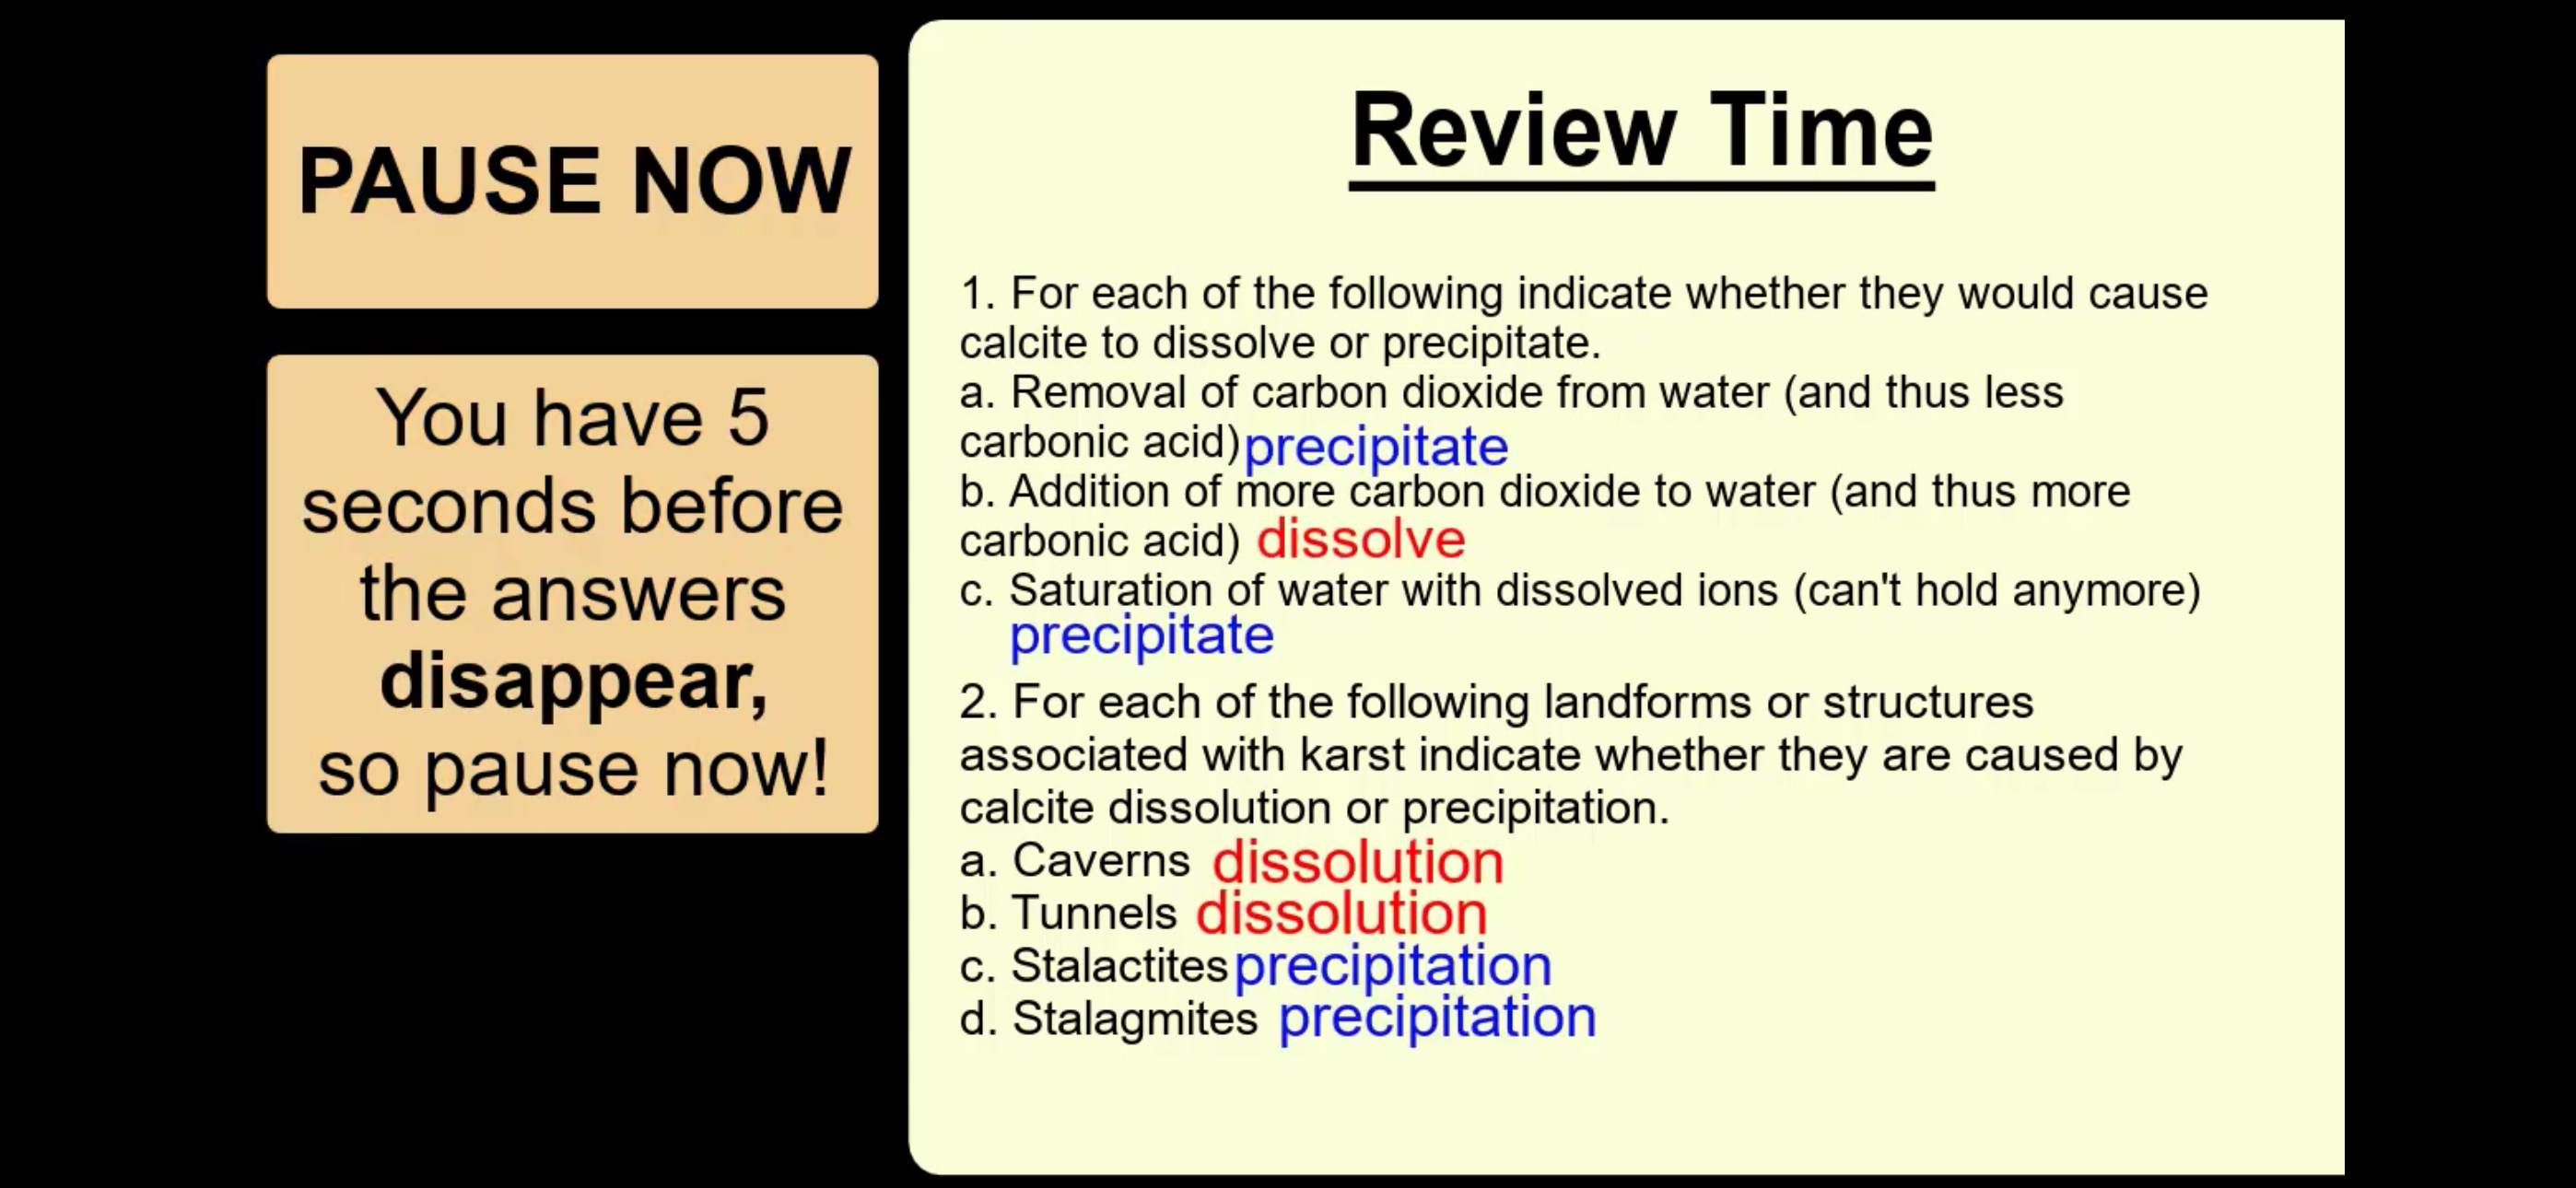 PAUSE NOW
You have 5
seconds before
the answers
disappear,
so pause now!
Review Time
1. For each of the following indicate whether they would cause
calcite to dissolve or precipitate.
a. Removal of carbon dioxide from water (and thus less
carbonic acid) precipitate
b. Addition of more carbon dioxide to water (and thus more
carbonic acid) dissolve
c. Saturation of water with dissolved ions (can't hold anymore)
precipitate
2. For each of the following landforms or structures
associated with karst indicate whether they are caused by
calcite dissolution or precipitation.
a. Caverns dissolution
b. Tunnels dissolution
c. Stalactites precipitation
d. Stalagmites precipitation